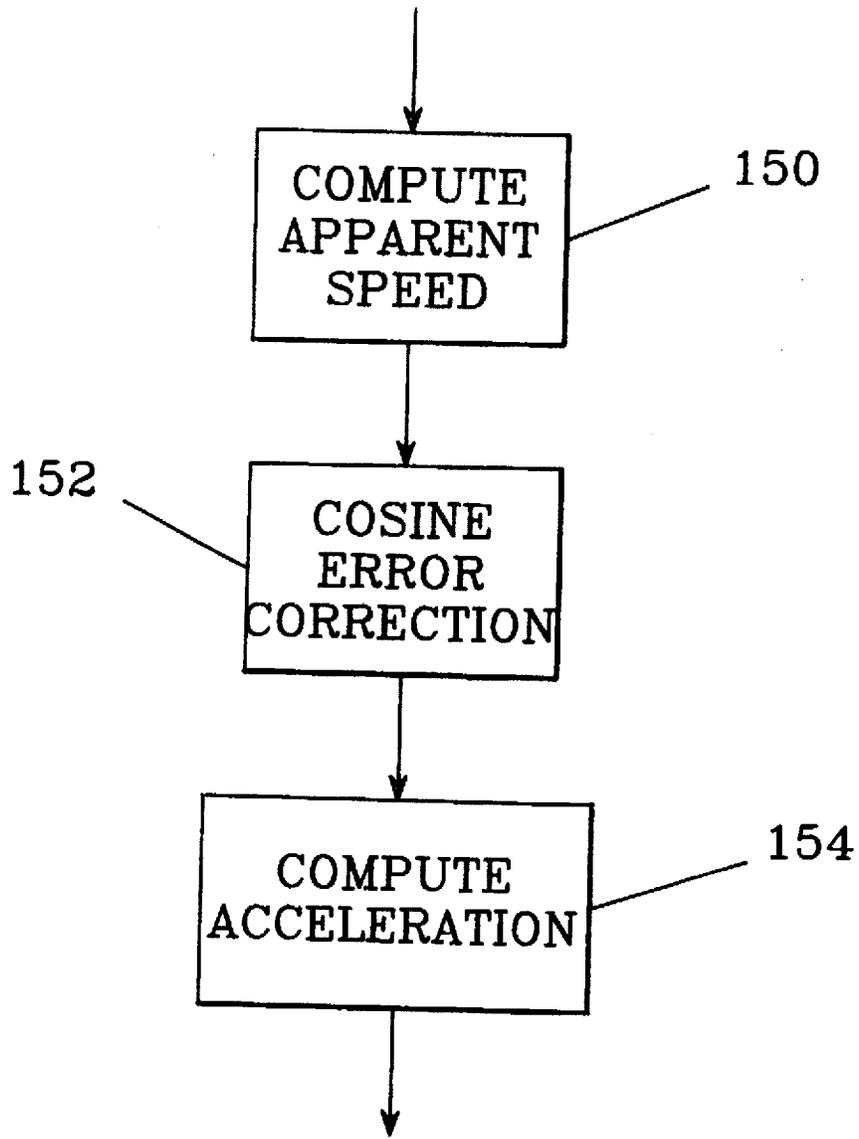 COMPUTE
APPARENT
SPEED
150
152
COSINE
ERROR
CORRECTION
COMPUTE
ACCELERATION
154